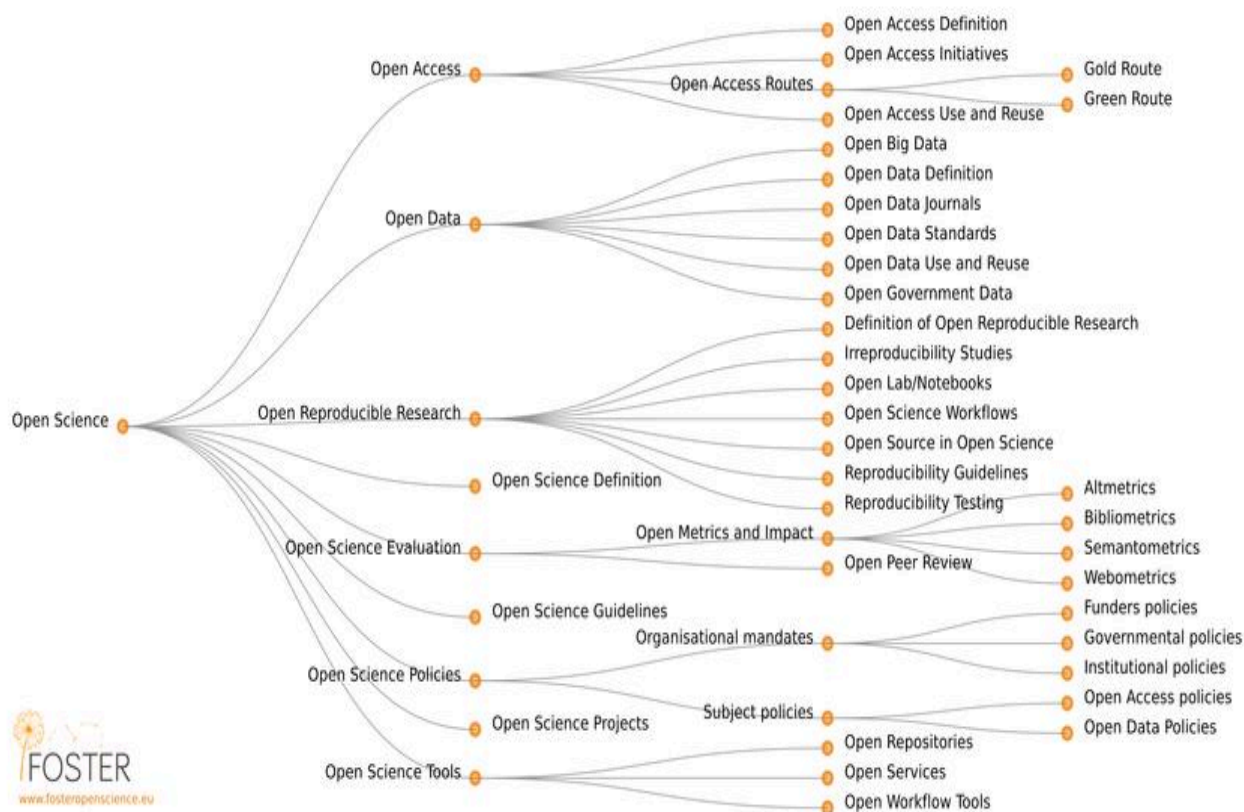 Open Science
Open Access
Open Access Definition
Open Access Initiatives
Open Access Routes
Gold Route
Green Route
Open Access Use and Reuse
Open Data
Open Big Data
Open Data Definition
Open Data Journals
Open Data Standards
Open Data Use and Reuse
Open Government Data
Open Reproducible Research
Definition of Open Reproducible Research
Irreproducibility Studies
Open Lab/Notebooks
Open Science Workflows
Open Source in Open Science
Reproducibility Guidelines
Reproducibility Testing
Open Science Definition
Open Science Evaluation
Open Metrics and Impact
Altmetrics
Bibliometrics
Semantometrics
Webometrics
Open Peer Review
Open Science Guidelines
Open Science Policies
Organisational mandates
Funders policies
Governmental policies
Institutional policies
Subject policies
Open Access policies
Open Data Policies
Open Science Projects
Open Science Tools
Open Repositories
Open Services
Open Workflow Tools
FOSTER
www.fosteropenscience.eu